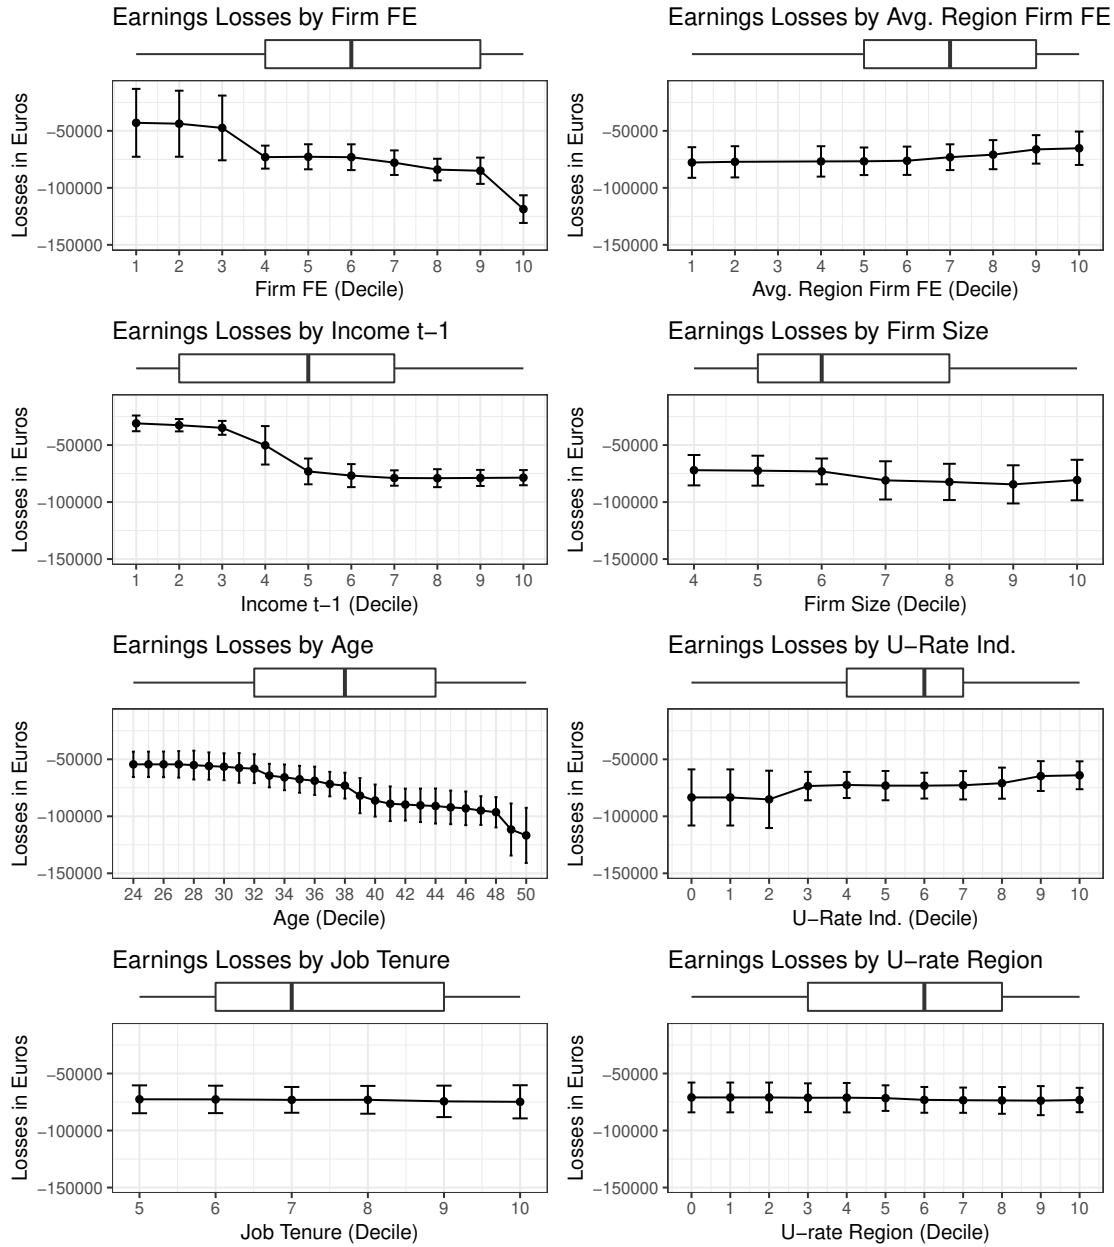 Earnings Losses by Firm FE
Losses in Euros
−50000
−100000
−150000
1 2 3 4 5 6 7 8 9 10
Firm FE (Decile)
Earnings Losses by Avg. Region Firm FE
Losses in Euros
−50000
−100000
−150000
1 2 3 4 5 6 7 8 9 10
Avg. Region Firm FE (Decile)
Earnings Losses by Income t−1
Losses in Euros
−50000
−100000
−150000
1 2 3 4 5 6 7 8 9 10
Income t−1 (Decile)
Earnings Losses by Firm Size
Losses in Euros
−50000
−100000
−150000
4 5 6 7 8 9 10
Firm Size (Decile)
Earnings Losses by Age
Losses in Euros
−50000
−100000
−150000
24 26 28 30 32 34 36 38 40 42 44 46 48 50
Age (Decile)
Earnings Losses by U−Rate Ind.
Losses in Euros
−50000
−100000
−150000
0 1 2 3 4 5 6 7 8 9 10
U−Rate Ind. (Decile)
Earnings Losses by Job Tenure
Losses in Euros
−50000
−100000
−150000
5 6 7 8 9 10
Job Tenure (Decile)
Earnings Losses by U−rate Region
Losses in Euros
−50000
−100000
−150000
0 1 2 3 4 5 6 7 8 9 10
U−rate Region (Decile)